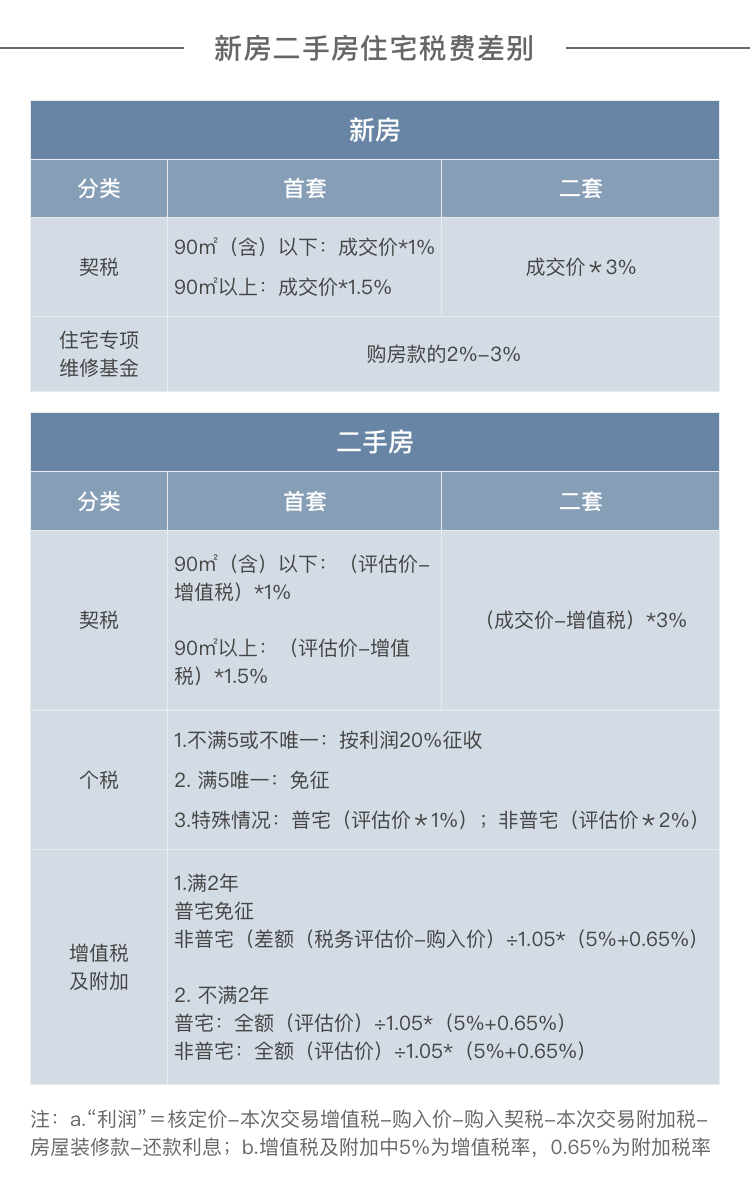 新房二手房住宅税费差别
新房
分类 首套 二套
契税
90㎡（含）以下：成交价*1%
90㎡以上：成交价*1.5%
成交价＊3%
住宅专项
维修基金
购房款的2%-3%
二手房
分类 首套 二套
契税
90㎡（含）以下：（评估价-
增值税）*1%
90㎡以上：（评估价-增值
税）*1.5%
（成交价-增值税）*3%
个税
1.不满5或不唯一：按利润20%征收
2. 满5唯一：免征
3.特殊情况：普宅（评估价＊1%）；非普宅（评估价＊2%）
增值税
及附加
1.满2年
普宅免征
非普宅（差额（税务评估价-购入价）÷1.05*（5%+0.65%）
2. 不满2年
普宅：全额（评估价）÷1.05*（5%+0.65%）
非普宅：全额（评估价）÷1.05*（5%+0.65%）
注：a.“利润”＝核定价-本次交易增值税-购入价-购入契税-本次交易附加税-
房屋装修款-还款利息；b.增值税及附加中5%为增值税率，0.65%为附加税率